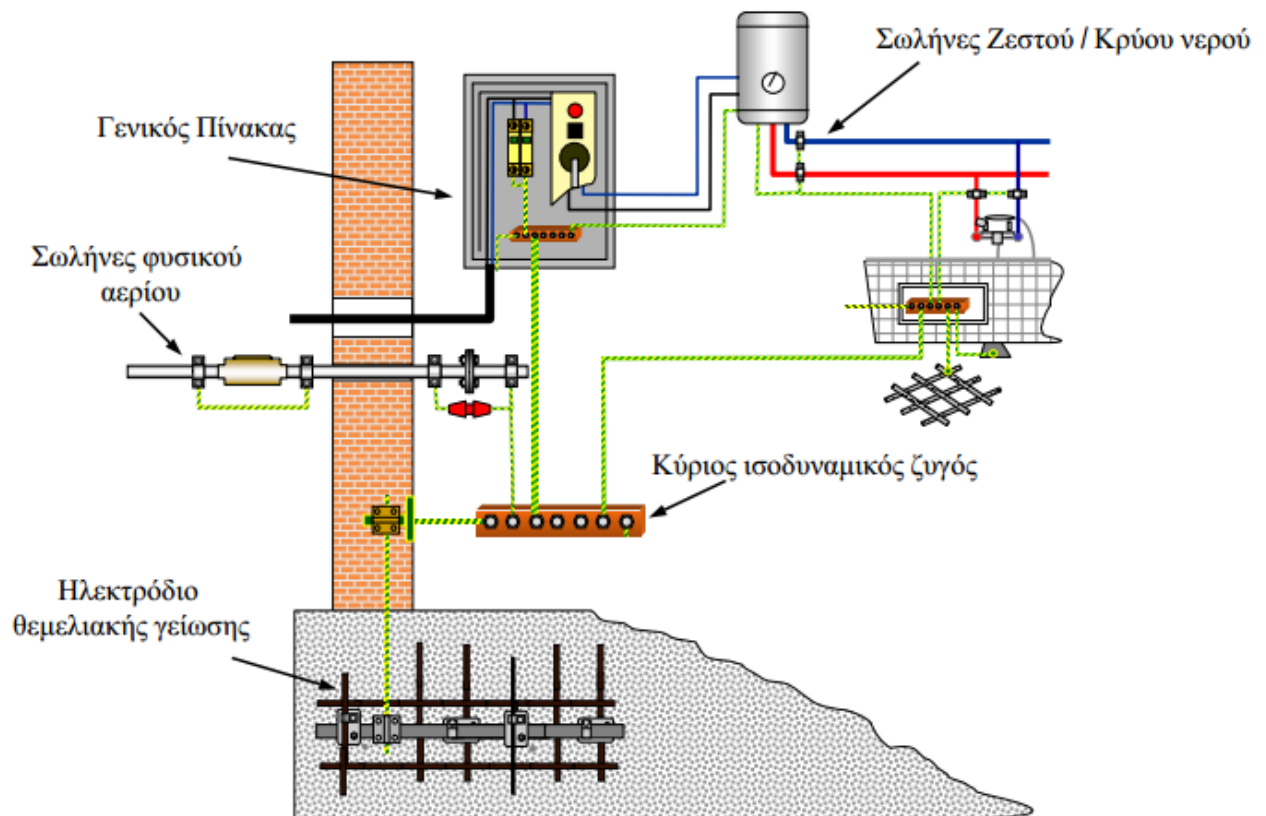 Σωλήνες Ζεστού / Κρύου νερού
Γενικός Πίνακας
Σωλήνες φυσικού
αερίου
Κύριος ισοδυναμικός ζυγός
Ηλεκτρόδιο
θεμελιακής γείωσης